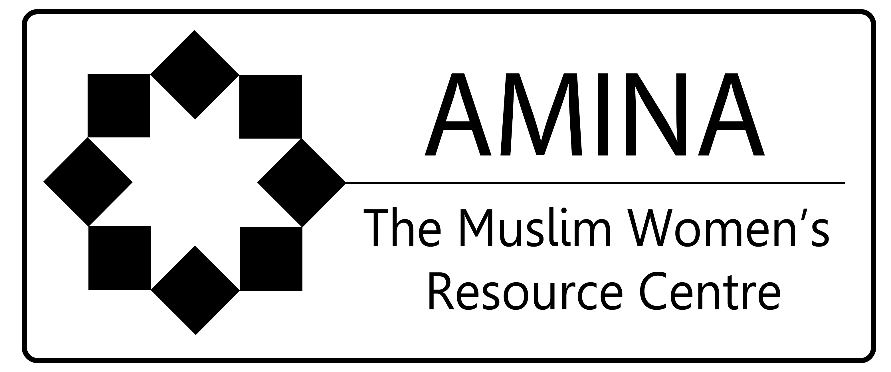 AMINA
The Muslim Women’s
Resource Centre